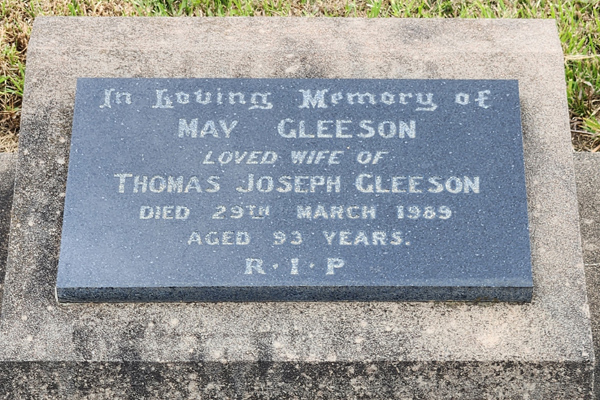 In Loving Memory of
MAY GLEESON
LOVED WIFE OF
THOMAS JOSEPH GLEESON
DIED 29TH MARCH 1989
AGED 93 YEARS.
R·I·P